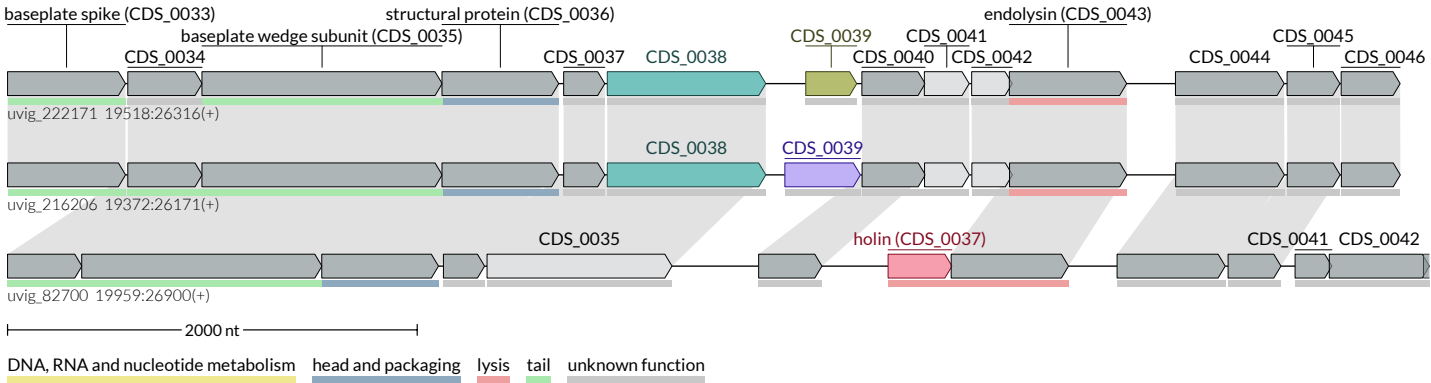 baseplate spike (CDS_0033) structural protein (CDS_0036) endolysin (CDS_0043)
baseplate wedge subunit (CDS_0035) CDS_0039 CDS_0041 CDS_0045
CDS_0034 CDS_0037 CDS_0038 CDS_0040 CDS_0042 CDS_0044 CDS_0046
uvig_222171 19518:26316(+)
CDS_0038 CDS_0039
uvig_216206 19372:26171(+)
CDS_0035 holin (CDS_0037) CDS_0041 CDS_0042
uvig_82700 19959:26900(+)
2000 nt
DNA, RNA and nucleotide metabolism head and packaging lysis tail unknown function